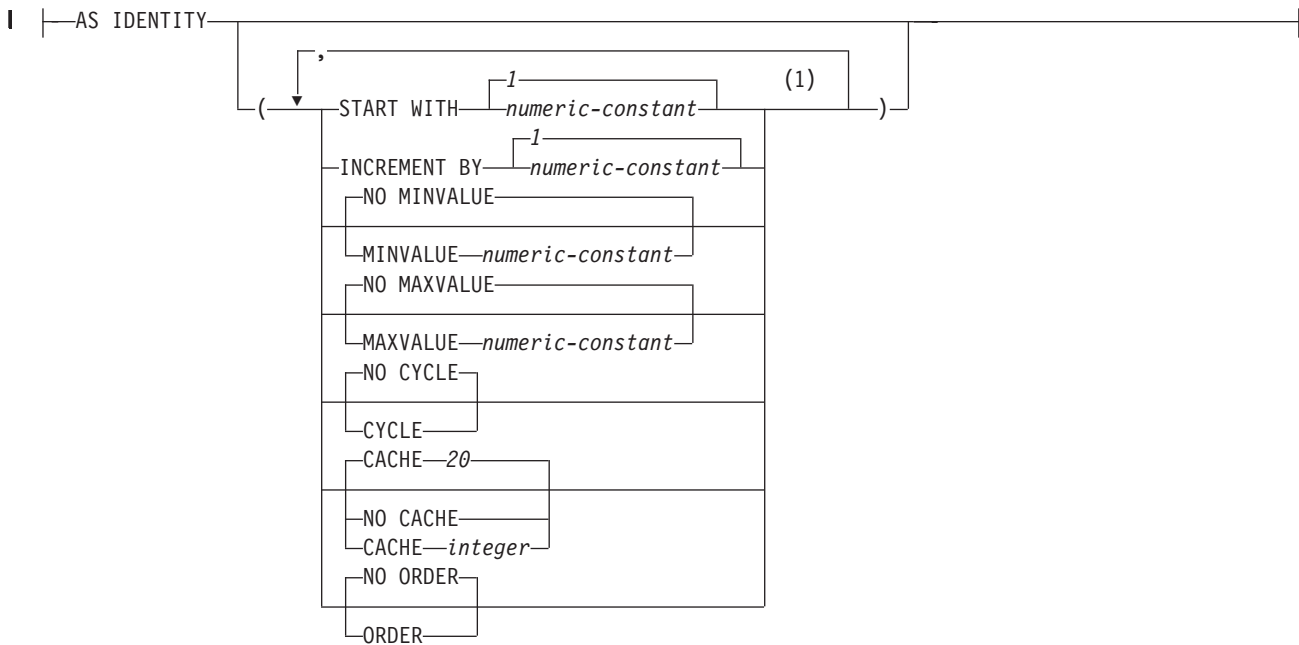 AS IDENTITY
,
1 (1)
( START WITH numeric-constant )
1
INCREMENT BY numeric-constant
NO MINVALUE
MINVALUE numeric-constant
NO MAXVALUE
MAXVALUE numeric-constant
NO CYCLE
CYCLE
CACHE 20
NO CACHE
CACHE integer
NO ORDER
ORDER